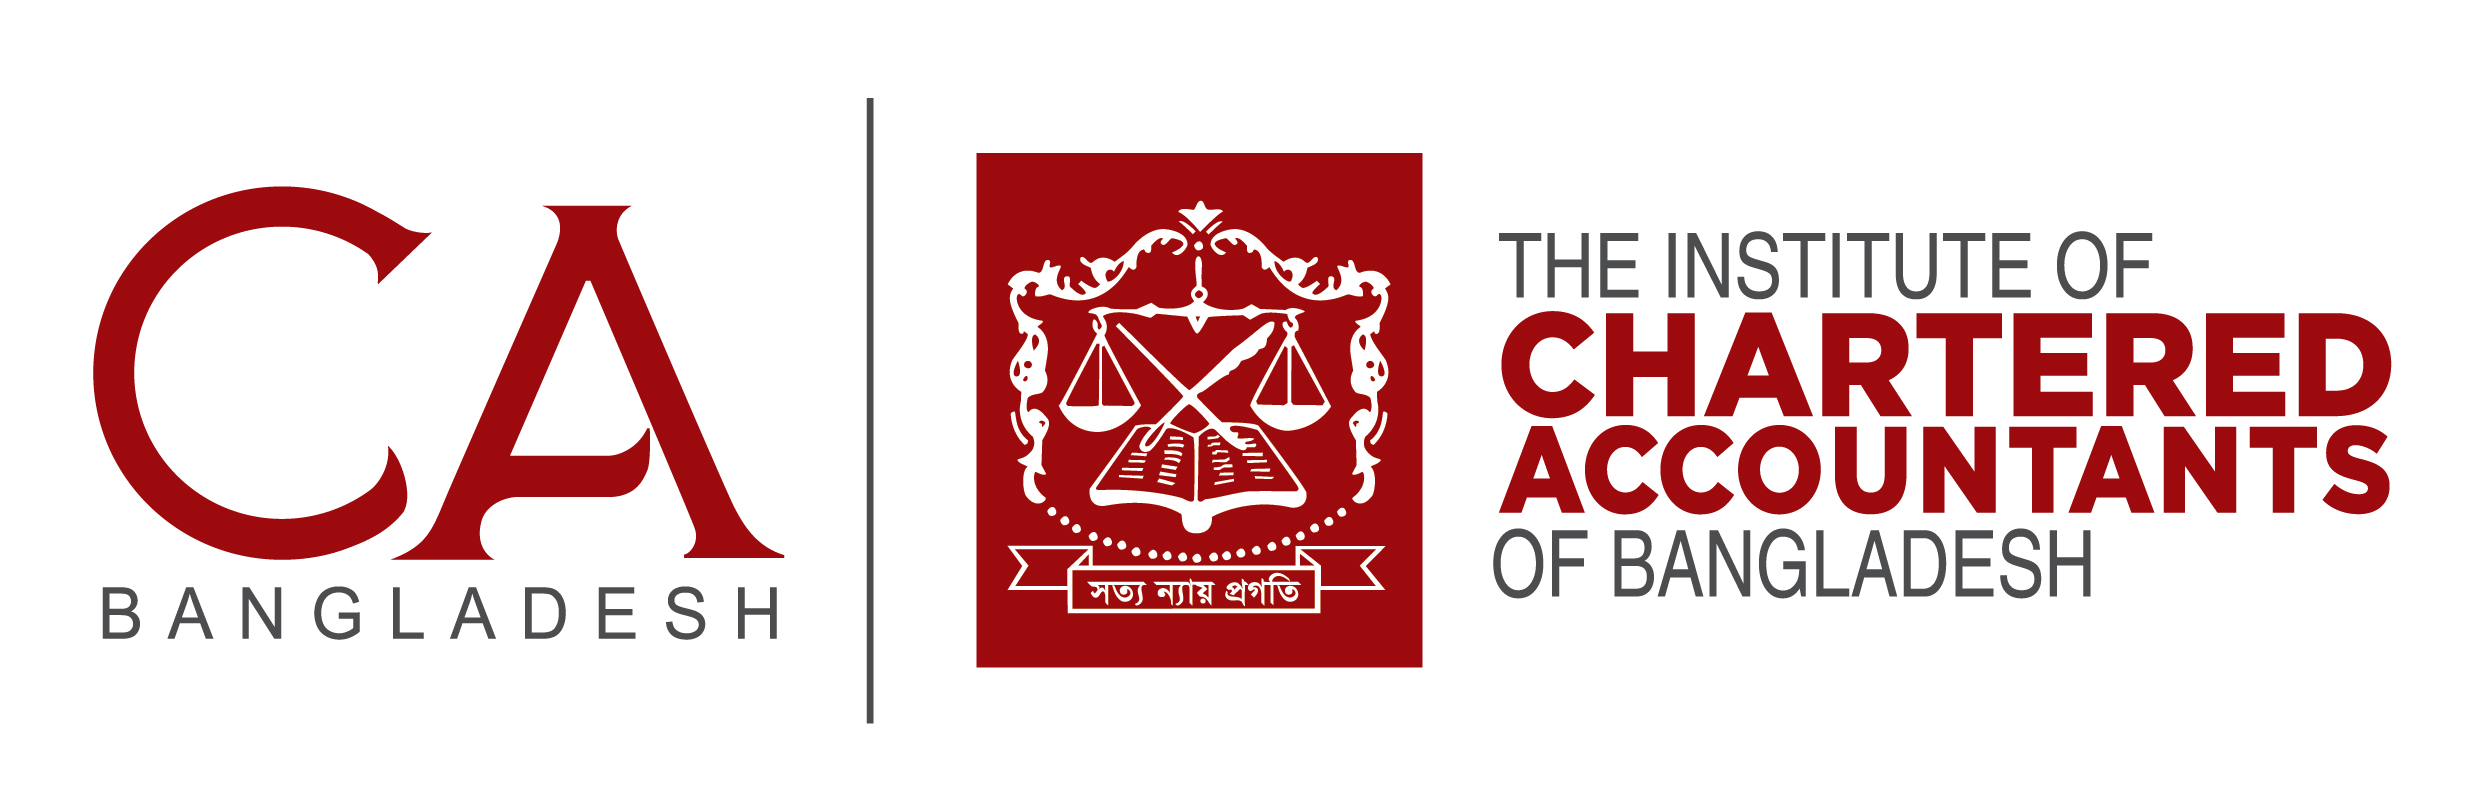 CA
BANGLADESH
সত্য ন্যায় প্রগতি
THE INSTITUTE OF
CHARTERED
ACCOUNTANTS
OF BANGLADESH